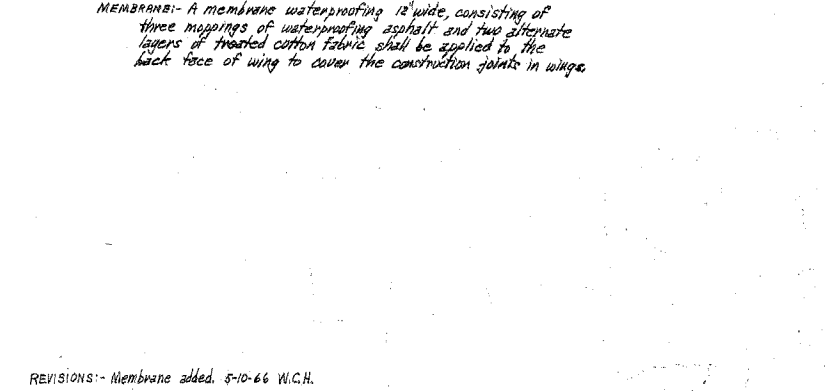 MEMBRANE:- A membrane waterproofing 12" wide, consisting of
three moppings of waterproofing asphalt and two alternate
layers of treated cotton fabric shall be applied to the
back face of wing to cover the construction joints in wings.
REVISIONS:- Membrane added. 5-10-66 W.C.H.